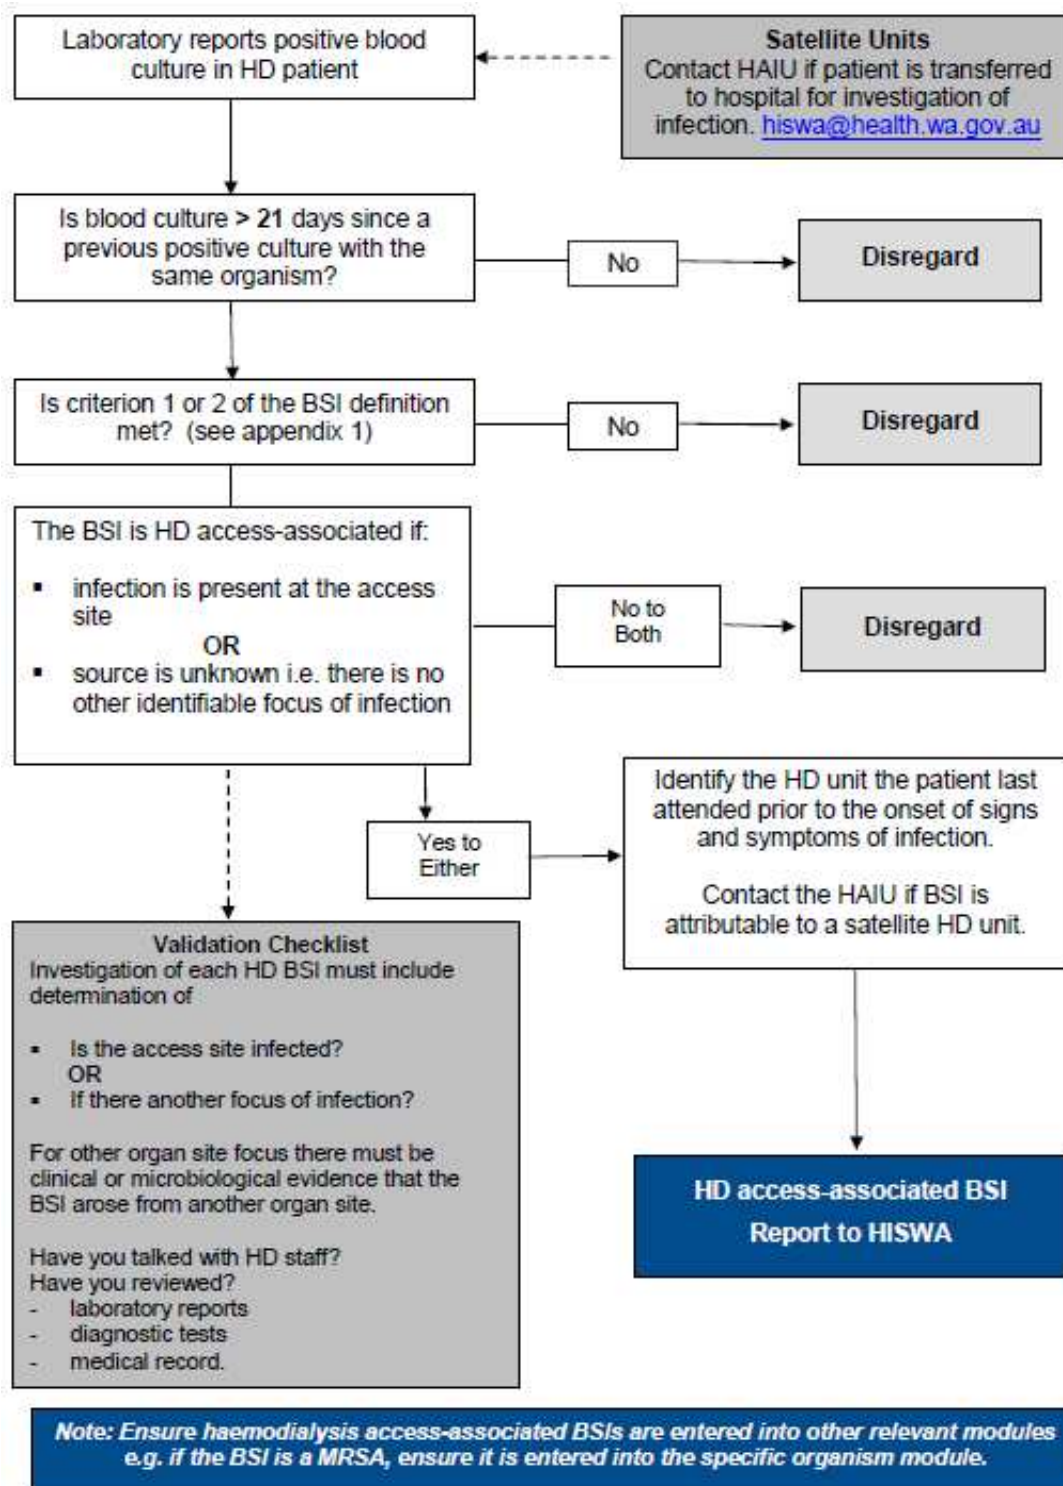 Laboratory reports positive blood
culture in HD patient
Satellite Units
Contact HAIU if patient is transferred
to hospital for investigation of
infection. hiswa@health.wa.gov.au
Is blood culture > 21 days since a
previous positive culture with the
same organism?
No
Disregard
Is criterion 1 or 2 of the BSI definition
met? (see appendix 1)
No
Disregard
The BSI is HD access-associated if:
▪ infection is present at the access
site
OR
▪ source is unknown i.e. there is no
other identifiable focus of infection
No to
Both
Disregard
Yes to
Either
Identify the HD unit the patient last
attended prior to the onset of signs
and symptoms of infection.
Contact the HAIU if BSI is
attributable to a satellite HD unit.
Validation Checklist
Investigation of each HD BSI must include
determination of
▪ Is the access site infected?
OR
▪ If there another focus of infection?
For other organ site focus there must be
clinical or microbiological evidence that the
BSI arose from another organ site.
Have you talked with HD staff?
Have you reviewed?
- laboratory reports
- diagnostic tests
- medical record.
HD access-associated BSI
Report to HISWA
Note: Ensure haemodialysis access-associated BSIs are entered into other relevant modules
e.g. if the BSI is a MRSA, ensure it is entered into the specific organism module.